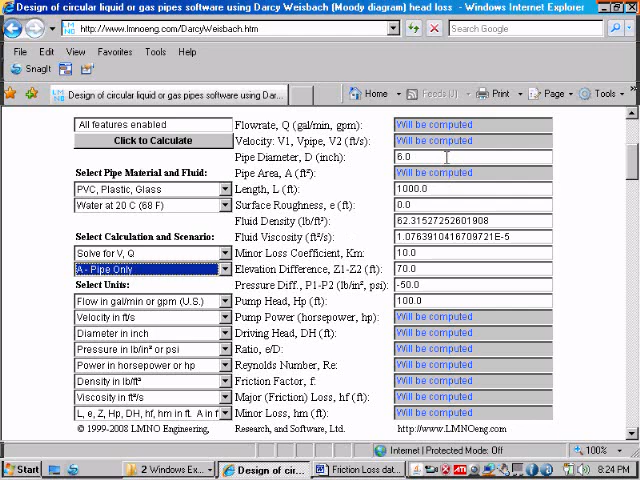 Design of circular liquid or gas pipes software using Darcy Weisbach (Moody diagram) head loss - Windows Internet Explorer
http://www.lmnoeng.com/DarcyWeisbach.htm
Search Google
File Edit View Favorites Tools Help
SnagIt
LM
NO
Design of circular liquid or gas pipes software using Dar...
Home Feeds (J) Print Page Tools
All features enabled
Flowrate, Q (gal/min, gpm): Will be computed
Click to Calculate
Velocity: V1, Vpipe, V2 (ft/s): Will be computed
Pipe Diameter, D (inch): 6.0
Select Pipe Material and Fluid:
Pipe Area, A (ft²): Will be computed
PVC, Plastic, Glass
Length, L (ft): 1000.0
Water at 20 C (68 F)
Surface Roughness, e (ft): 0.0
Fluid Density (lb/ft³): 62.31527252601908
Select Calculation and Scenario:
Fluid Viscosity (ft²/s): 1.0763910416709721E-5
Solve for V, Q
Minor Loss Coefficient, Km: 10.0
A - Pipe Only
Elevation Difference, Z1-Z2 (ft): 70.0
Select Units:
Pressure Diff., P1-P2 (lb/in², psi): -50.0
Flow in gal/min or gpm (U.S.)
Pump Head, Hp (ft): 100.0
Velocity in ft/s
Pump Power (horsepower, hp): Will be computed
Diameter in inch
Driving Head, DH (ft): Will be computed
Pressure in lb/in² or psi
Ratio, e/D: Will be computed
Power in horsepower or hp
Reynolds Number, Re: Will be computed
Density in lb/ft³
Friction Factor, f: Will be computed
Viscosity in ft²/s
Major (Friction) Loss, hf (ft): Will be computed
L, e, Z, Hp, DH, hf, hm in ft. A in f
Minor Loss, hm (ft): Will be computed
© 1999-2008 LMNO Engineering, Research, and Software, Ltd. http://www.LMNOeng.com
Internet | Protected Mode: Off 100%
Start 2 Windows Ex... Design of cir... Friction Loss dat... ATI 8:24 PM